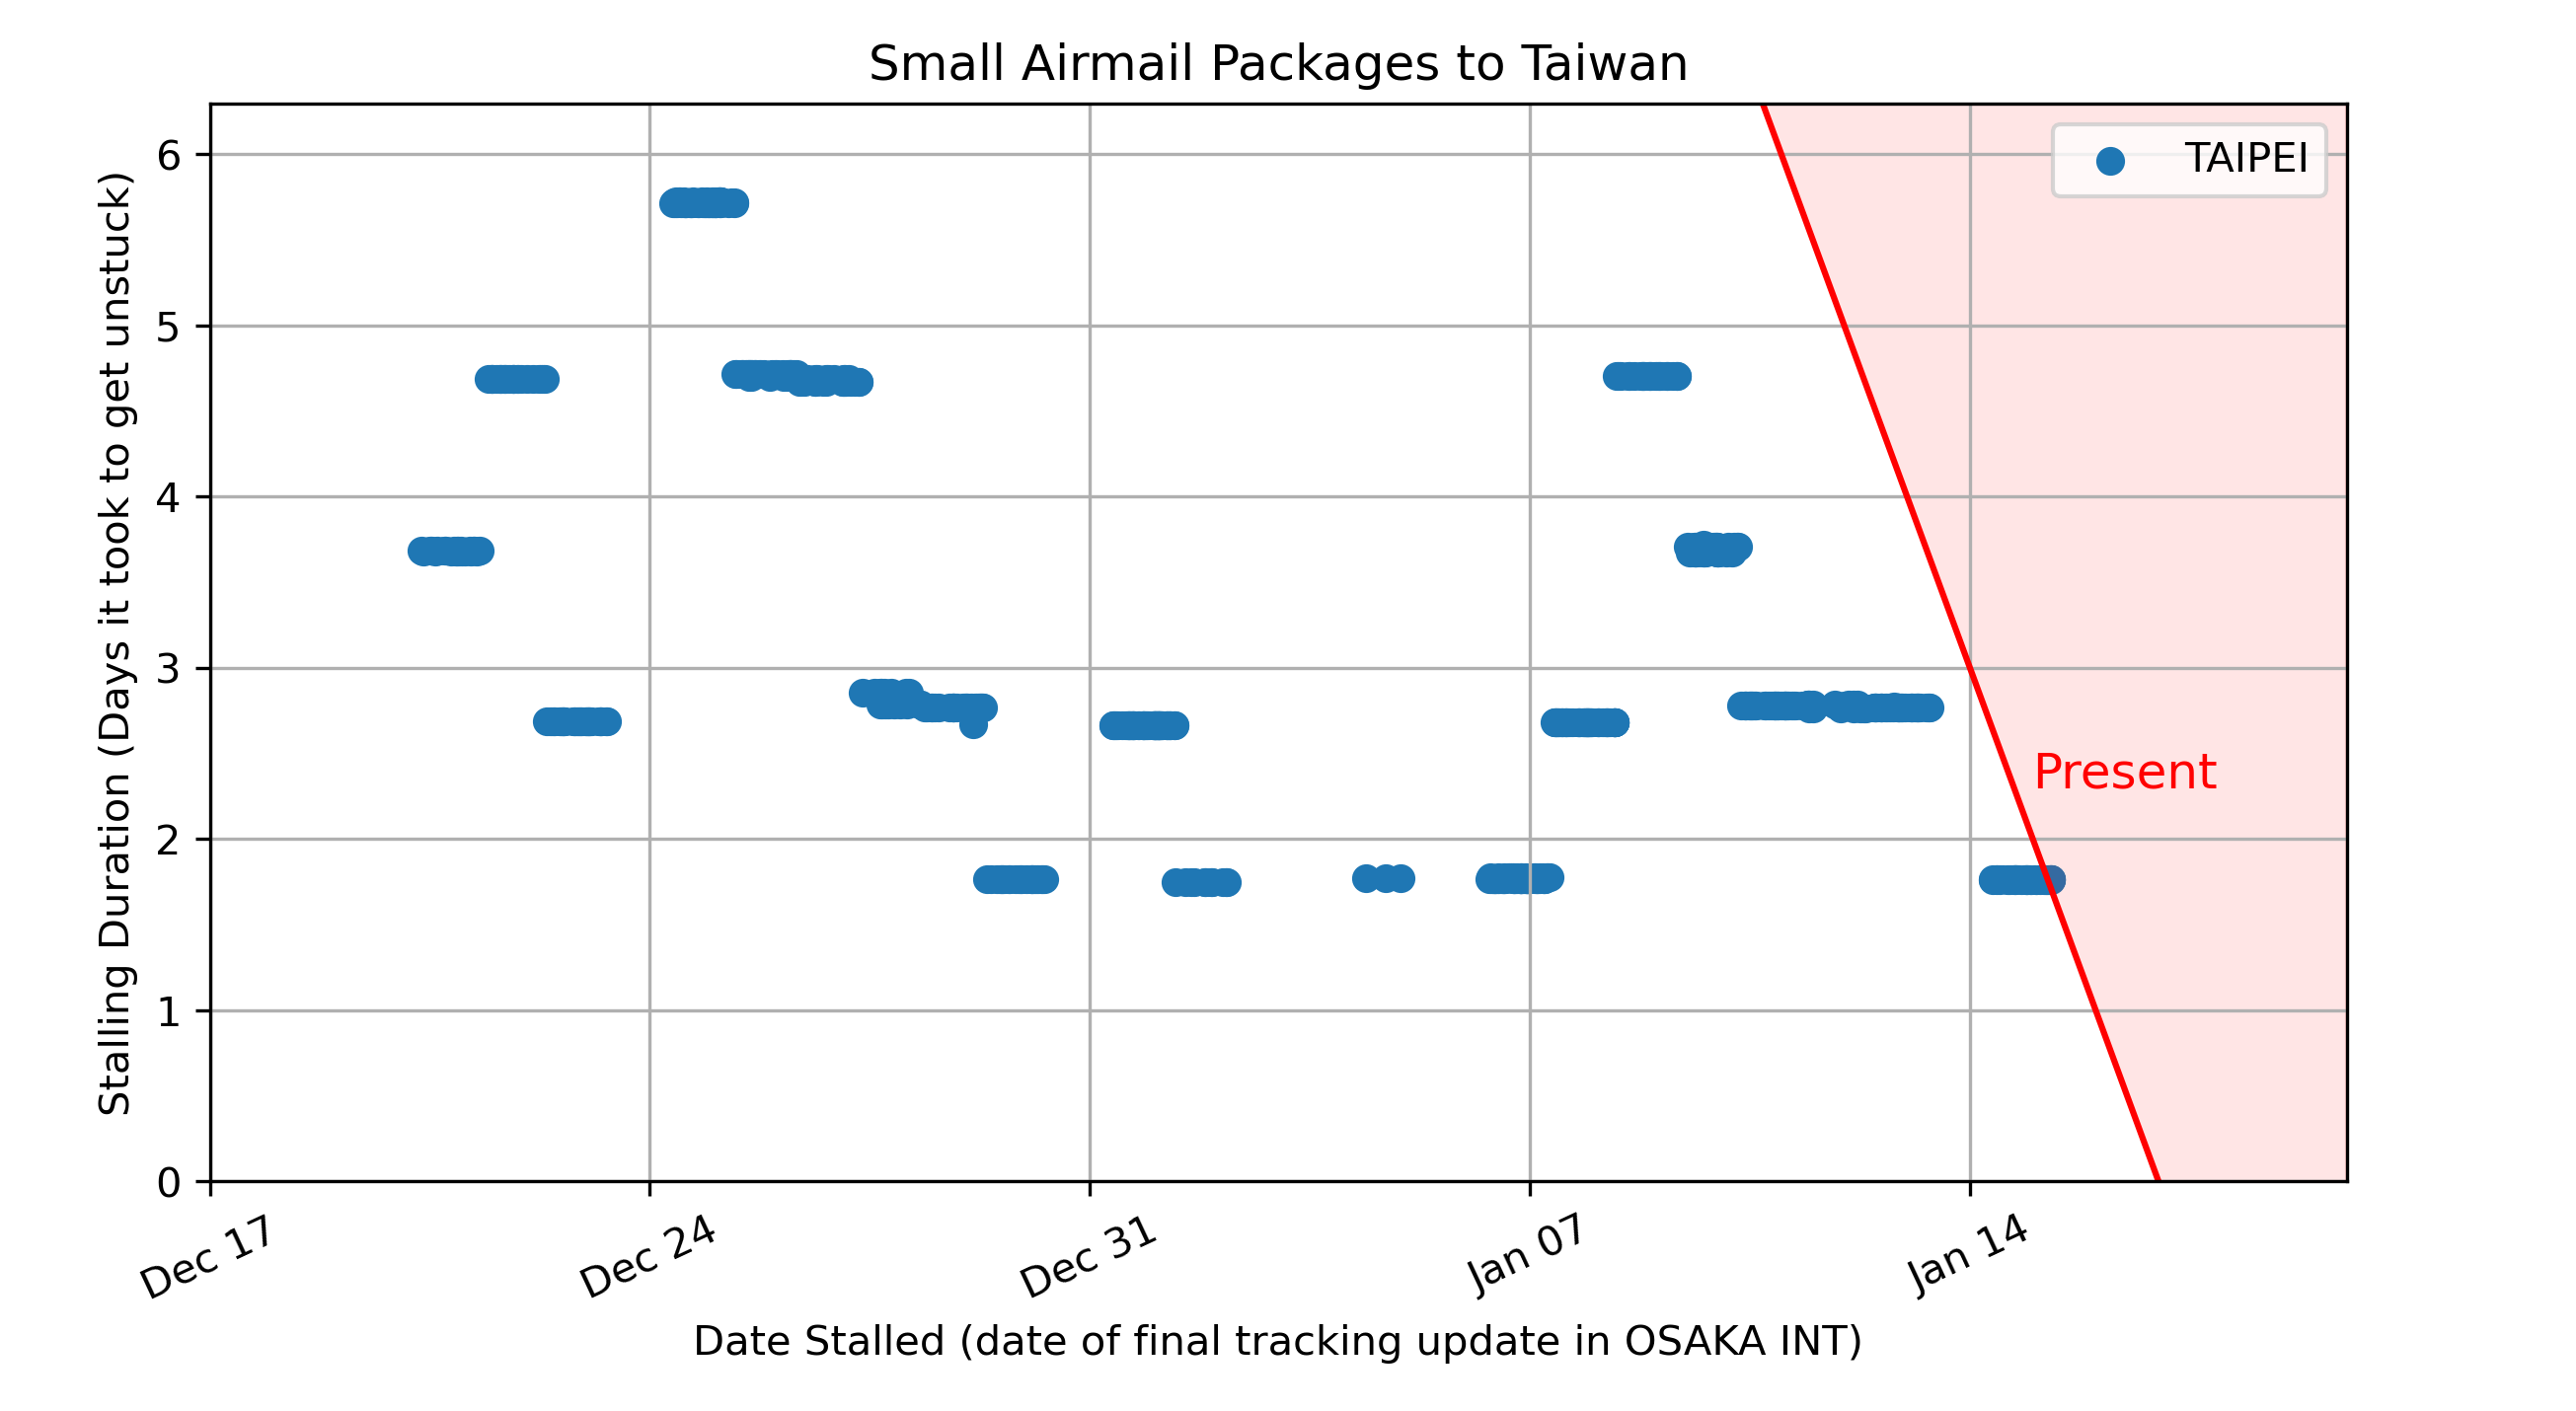 Small Airmail Packages to Taiwan
Stalling Duration (Days it took to get unstuck)
6
5
4
3
2
1
0
TAIPEI
Present
Dec 17
Dec 24
Dec 31
Jan 07
Jan 14
Date Stalled (date of final tracking update in OSAKA INT)